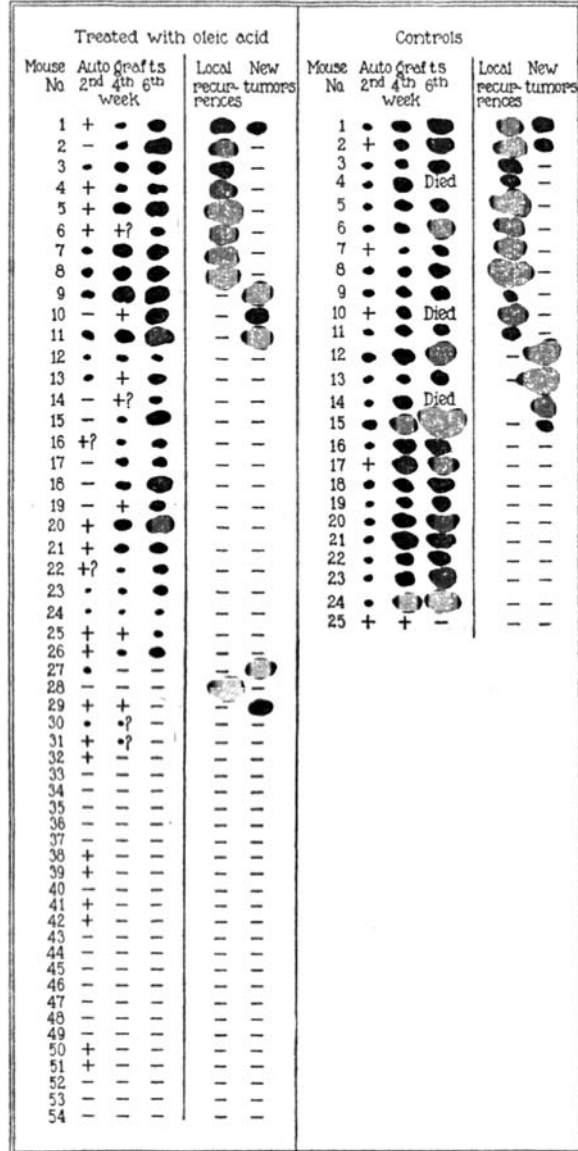 Treated with oleic acid
Mouse Auto grafts Local New
No 2nd 4th 6th recur- tumors
week rences
1 +
2 – –
3 –
4 + –
5 + –
6 + +? –
7 –
8 –
9 –
10 – + –
11 –
12 – –
13 + – –
14 – +? – –
15 – – –
16 +? – –
17 – – –
18 – – –
19 – + – –
20 + – –
21 + – –
22 +? – –
23 – –
24 – –
25 + + – –
26 + – –
27 – – –
28 – – – –
29 + + – –
30 ? – – –
31 + ? – – –
32 + – – – –
33 – – – – –
34 – – – – –
35 – – – – –
36 – – – – –
37 – – – – –
38 + – – – –
39 + – – – –
40 – – – – –
41 + – – – –
42 + – – – –
43 – – – – –
44 – – – – –
45 – – – – –
46 – – – – –
47 – – – – –
48 – – – – –
49 – – – – –
50 + – – – –
51 + – – – –
52 – – – – –
53 – – – – –
54 – – – – –
Controls
Mouse Auto grafts Local New
No 2nd 4th 6th recur- tumors
week rences
1
2 +
3 –
4 Died –
5 –
6 –
7 + –
8 –
9 –
10 + Died –
11 –
12 –
13 –
14 Died –
15 –
16 – –
17 + – –
18 – –
19 – –
20 – –
21 – –
22 – –
23 – –
24 – –
25 + + – – –